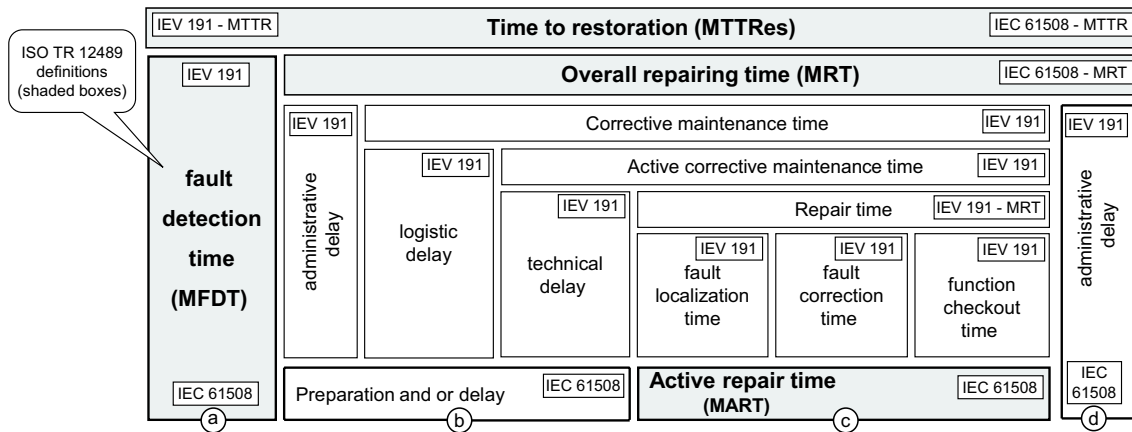 IEV 191 - MTTR
Time to restoration (MTTRes)
IEC 61508 - MTTR
ISO TR 12489
definitions
(shaded boxes)
IEV 191
Overall repairing time (MRT)
IEC 61508 - MRT
fault
detection
time
(MFDT)
IEC 61508
a
IEV 191
administrative
delay
Corrective maintenance time
IEV 191
IEV 191
logistic
delay
Active corrective maintenance time
IEV 191
IEV 191
technical
delay
Repair time
IEV 191 - MRT
IEV 191
fault
localization
time
IEV 191
fault
correction
time
IEV 191
function
checkout
time
IEV 191
administrative
delay
IEC
61508
d
Preparation and or delay
IEC 61508
b
Active repair time
(MART)
IEC 61508
c